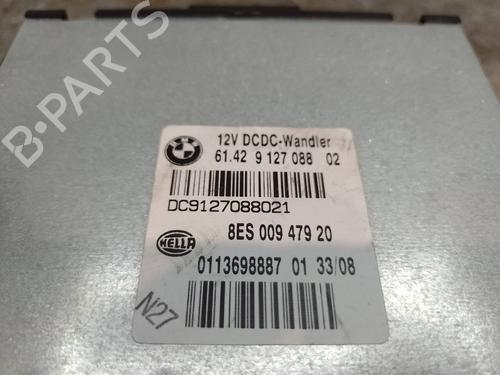 BMW
12V DCDC-Wandler
61.42 9 127 088 02
DC9127088021
HELLA
8ES 009 479 20
0113698887 01 33/08
N27
B-PARTS